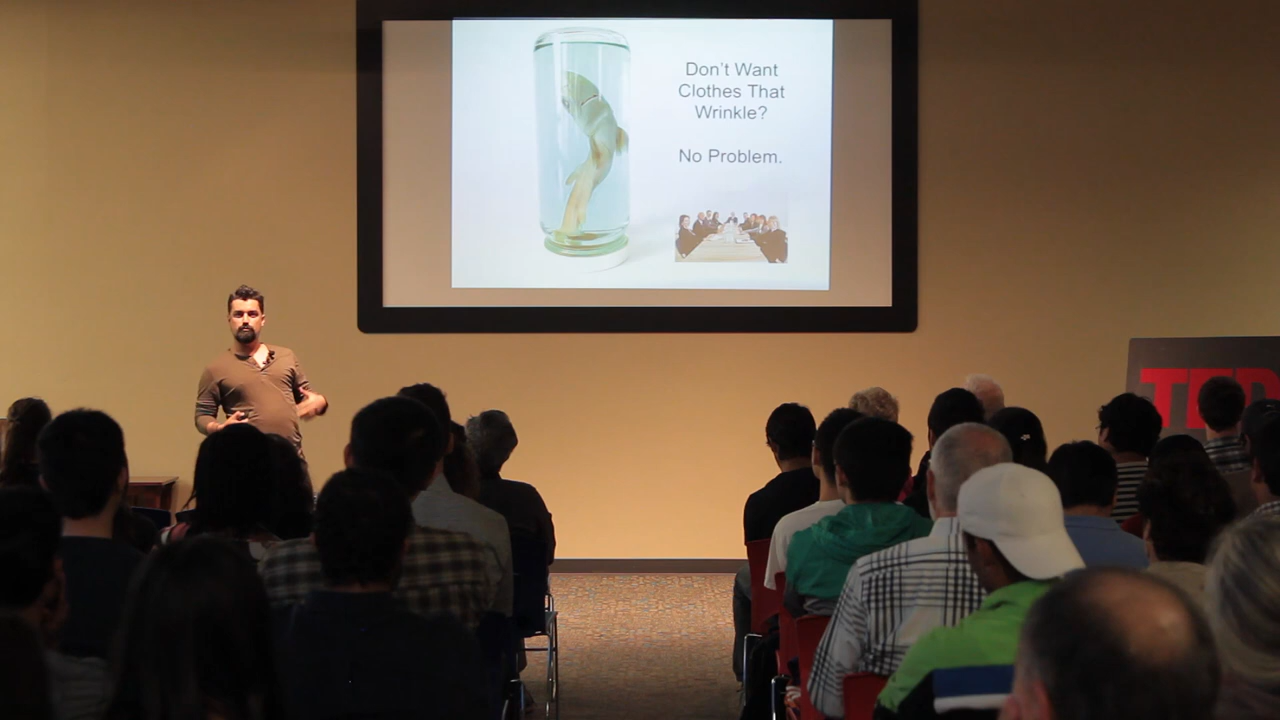 Don't Want
Clothes That
Wrinkle?
No Problem.
TED